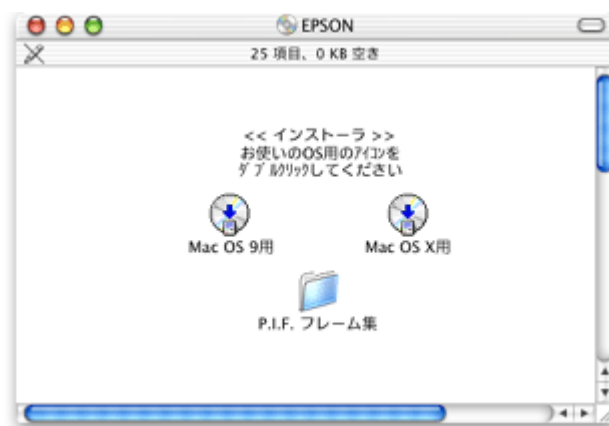 EPSON
25 項目、0 KB 空き
<< インストーラ >>
お使いのOS用のｱｲｺﾝを
ﾀﾞﾌﾞﾙｸﾘｯｸしてください
Mac OS 9用
Mac OS X用
P.I.F. フレーム集